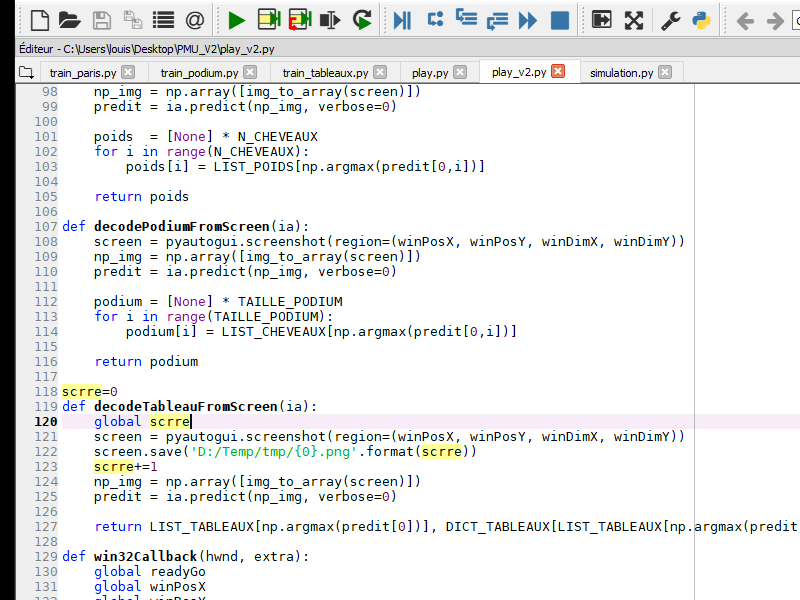 Éditeur - C:\Users\louis\Desktop\PMU_V2\play_v2.py
train_paris.py train_podium.py train_tableaux.py play.py play_v2.py simulation.py
98 np_img = np.array([img_to_array(screen)])
99 predit = ia.predict(np_img, verbose=0)
100
101 poids  = [None] * N_CHEVEAUX
102 for i in range(N_CHEVEAUX):
103 poids[i] = LIST_POIDS[np.argmax(predit[0,i])]
104
105 return poids
106
107 def decodePodiumFromScreen(ia):
108 screen = pyautogui.screenshot(region=(winPosX, winPosY, winDimX, winDimY))
109 np_img = np.array([img_to_array(screen)])
110 predit = ia.predict(np_img, verbose=0)
111
112 podium = [None] * TAILLE_PODIUM
113 for i in range(TAILLE_PODIUM):
114 podium[i] = LIST_CHEVEAUX[np.argmax(predit[0,i])]
115
116 return podium
117
118 scrre=0
119 def decodeTableauFromScreen(ia):
120 global scrre
121 screen = pyautogui.screenshot(region=(winPosX, winPosY, winDimX, winDimY))
122 screen.save('D:/Temp/tmp/{0}.png'.format(scrre))
123 scrre+=1
124 np_img = np.array([img_to_array(screen)])
125 predit = ia.predict(np_img, verbose=0)
126
127 return LIST_TABLEAUX[np.argmax(predit[0])], DICT_TABLEAUX[LIST_TABLEAUX[np.argmax(predit
128
129 def win32Callback(hwnd, extra):
130 global readyGo
131 global winPosX